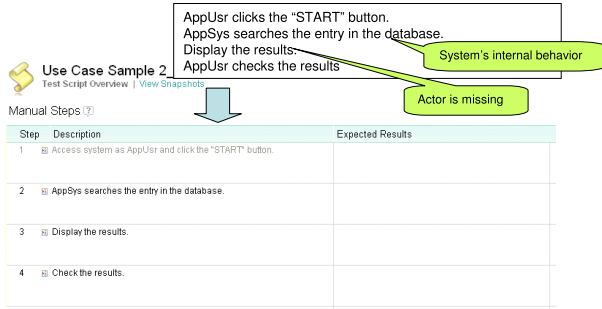 AppUsr clicks the “START” button.
AppSys searches the entry in the database.
Display the results.
AppUsr checks the results
System’s internal behavior
Actor is missing
Use Case Sample 2_
Test Script Overview | View Snapshots
Manual Steps ?
Step Description Expected Results
1 Access system as AppUsr and click the "START" button.
2 AppSys searches the entry in the database.
3 Display the results.
4 Check the results.